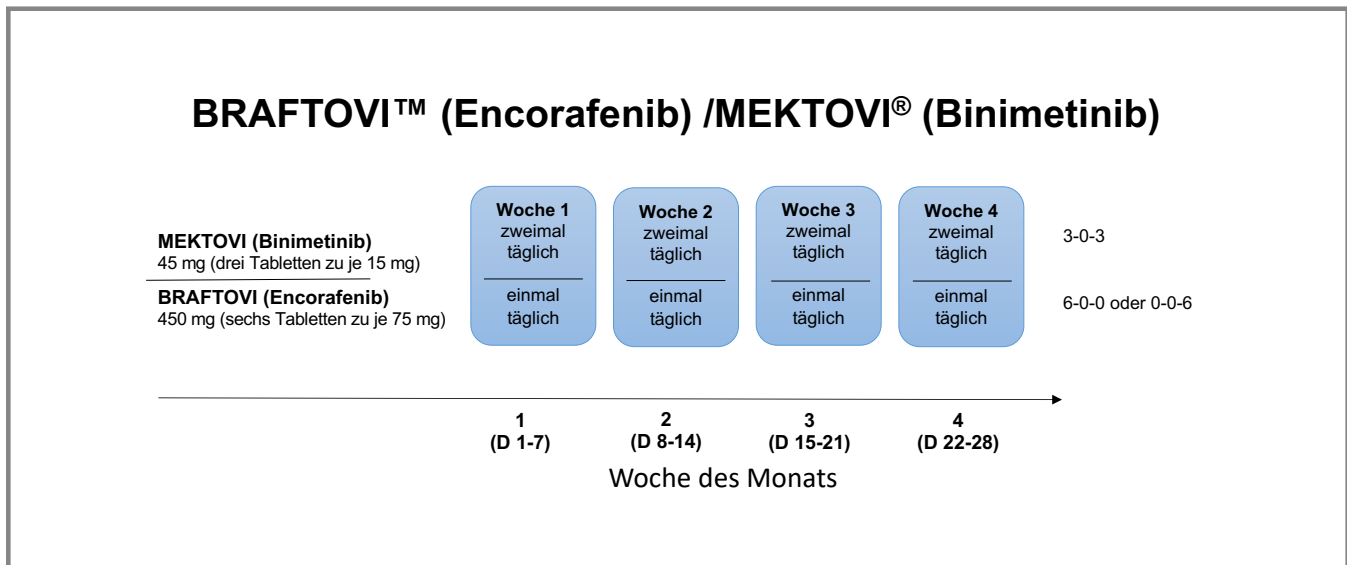 BRAFTOVI™ (Encorafenib) /MEKTOVI® (Binimetinib)
MEKTOVI (Binimetinib)
45 mg (drei Tabletten zu je 15 mg)
BRAFTOVI (Encorafenib)
450 mg (sechs Tabletten zu je 75 mg)
Woche 1
zweimal
täglich
einmal
täglich
Woche 2
zweimal
täglich
einmal
täglich
Woche 3
zweimal
täglich
einmal
täglich
Woche 4
zweimal
täglich
einmal
täglich
3-0-3
6-0-0 oder 0-0-6
1
(D 1-7)
2
(D 8-14)
3
(D 15-21)
4
(D 22-28)
Woche des Monats